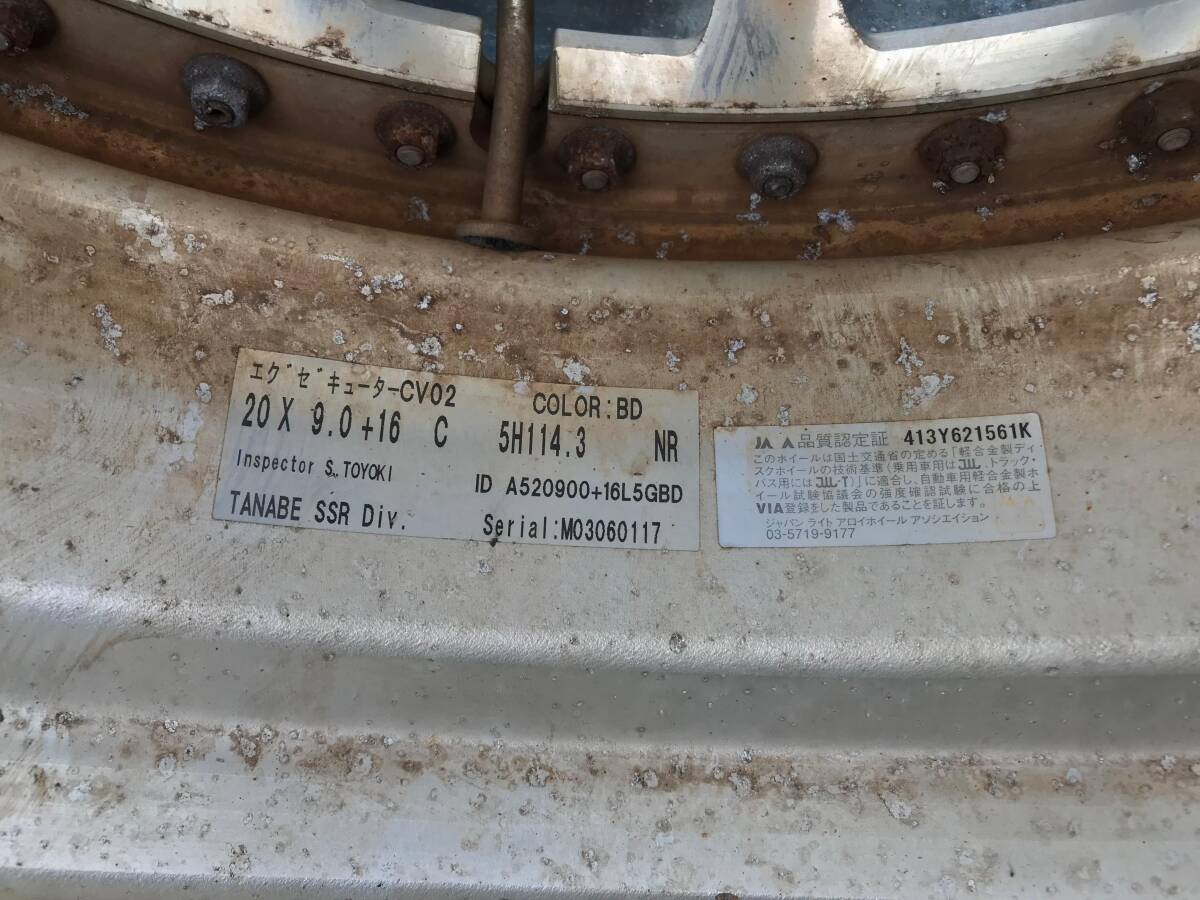 エグゼキューターCV02 COLOR:BD
20 X 9.0 +16 C 5H114.3 NR
Inspector S.TOYOKI ID A520900+16L5GBD
TANABE SSR Div. Serial:M03060117
品質認定証 413Y621561K
このホイールは国土交通省の定める「軽合金製ディ
スクホイールの技術基準(乗用車用はJWL.トラック・
バス用にはJWL-T)」に適合し、自動車用軽合金製ホ
イール試験協議会の強度確認試験に合格の上
VIA登録をした製品であることを証します。
ジャパン ライト アロイホイール アソシエイション
03-5719-9177